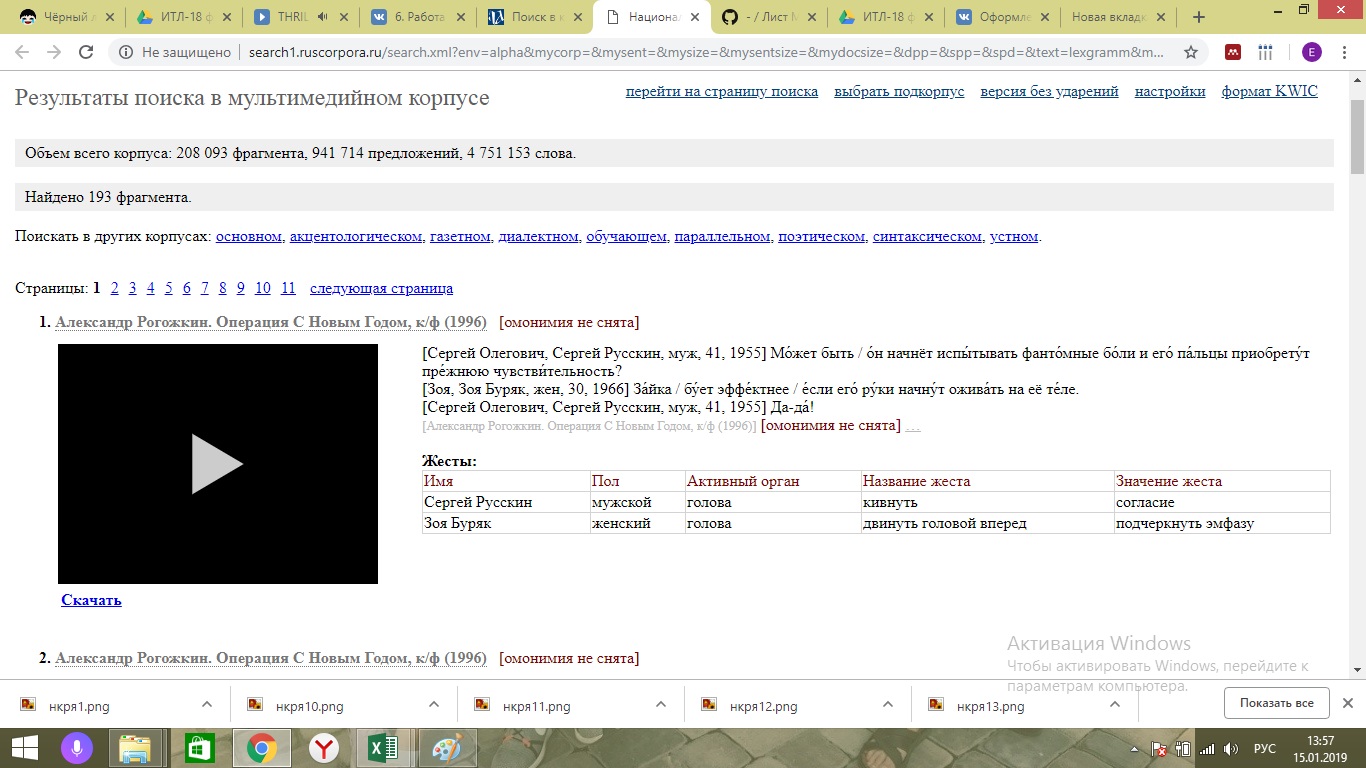 Чёрный л
ИТЛ-18 ф
THRIL
6. Работа
Поиск в к
Национал
- / Лист М
ИТЛ-18 ф
Оформле
Новая вкладк
Не защищено
search1.ruscorpora.ru/search.xml?env=alpha&mycorp=&mysent=&mysize=&mysentsize=&mydocsize=&dpp=&spp=&spd=&text=lexgramm&m...
E
Результаты поиска в мультимедийном корпусе
перейти на страницу поиска выбрать подкорпус версия без ударений настройки формат KWIC
Объем всего корпуса: 208 093 фрагмента, 941 714 предложений, 4 751 153 слова.
Найдено 193 фрагмента.
Поискать в других корпусах: основном, акцентологическом, газетном, диалектном, обучающем, параллельном, поэтическом, синтаксическом, устном.
Страницы: 1 2 3 4 5 6 7 8 9 10 11 следующая страница
1. Александр Рогожкин. Операция С Новым Годом, к/ф (1996) [омонимия не снята]
[Сергей Олегович, Сергей Русскин, муж, 41, 1955] Мо́жет быть / о́н начнёт испы́тывать фанто́мные бо́ли и его́ па́льцы приобрету́т
пре́жнюю чувстви́тельность?
[Зоя, Зоя Буряк, жен, 30, 1966] За́йка / бу́ет эффе́ктнее / е́сли его́ ру́ки начну́т ожива́ть на её те́ле.
[Сергей Олегович, Сергей Русскин, муж, 41, 1955] Да-да́!
[Александр Рогожкин. Операция С Новым Годом, к/ф (1996)] [омонимия не снята] ...
Жесты:
Имя Пол Активный орган Название жеста Значение жеста
Сергей Русскин мужской голова кивнуть согласие
Зоя Буряк женский голова двинуть головой вперед подчеркнуть эмфазу
Скачать
2. Александр Рогожкин. Операция С Новым Годом, к/ф (1996) [омонимия не снята]
Активация Windows
Чтобы активировать Windows, перейдите к
параметрам компьютера.
нкря1.png
нкря10.png
нкря11.png
нкря12.png
нкря13.png
Показать все
РУС
13:57
15.01.2019